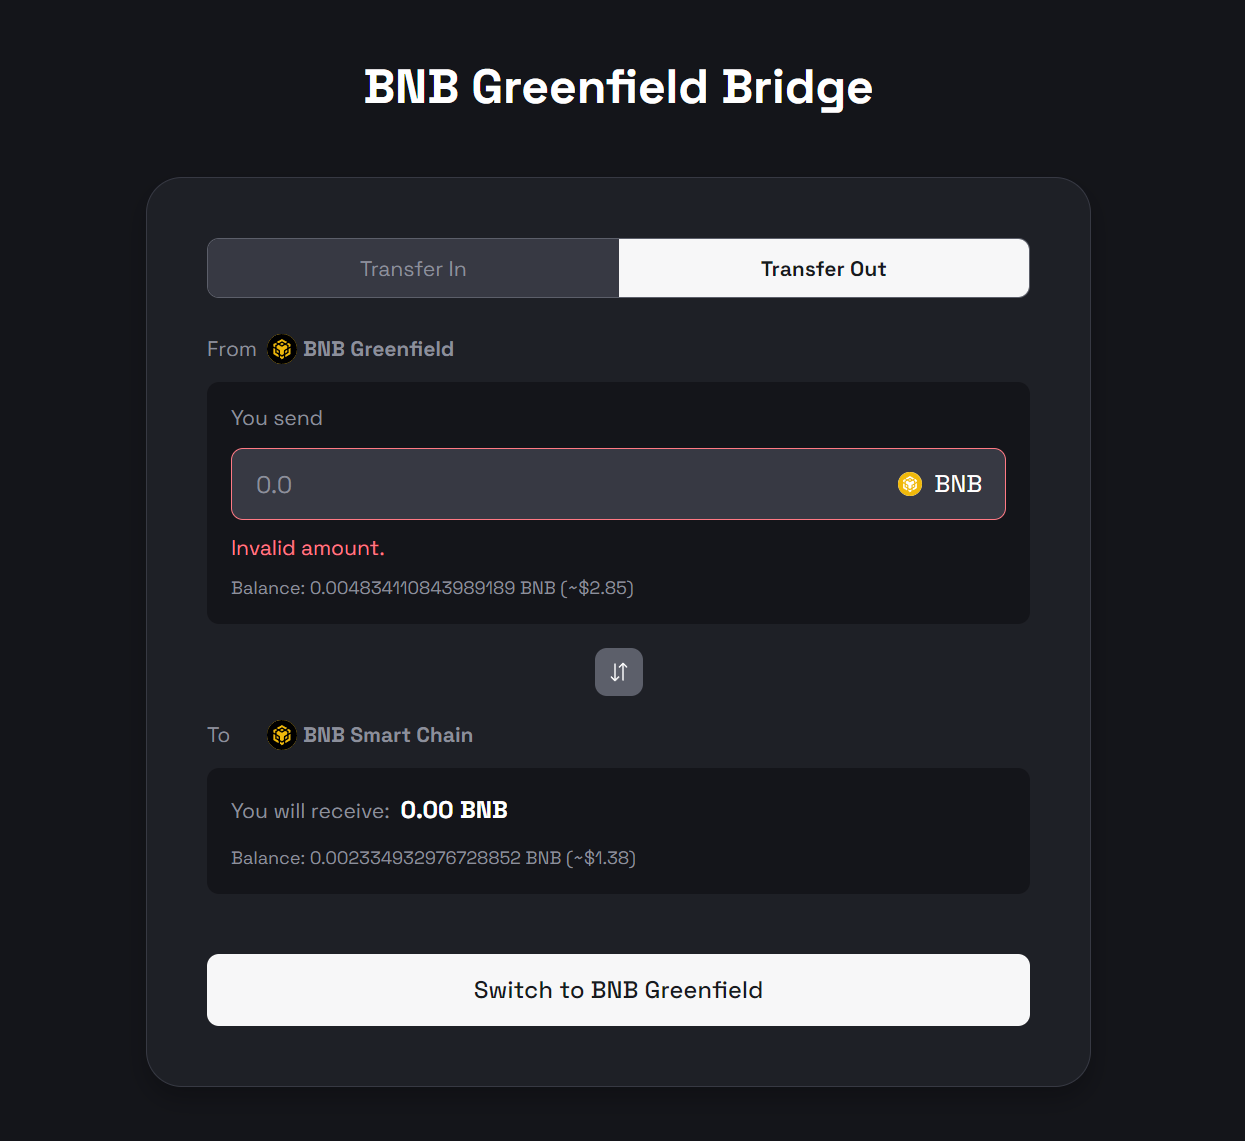 BNB Greenfield Bridge
Transfer In
Transfer Out
From BNB Greenfield
You send
0.0 BNB
Invalid amount.
Balance: 0.004834110843989189 BNB (~$2.85)
To BNB Smart Chain
You will receive: 0.00 BNB
Balance: 0.002334932976728852 BNB (~$1.38)
Switch to BNB Greenfield